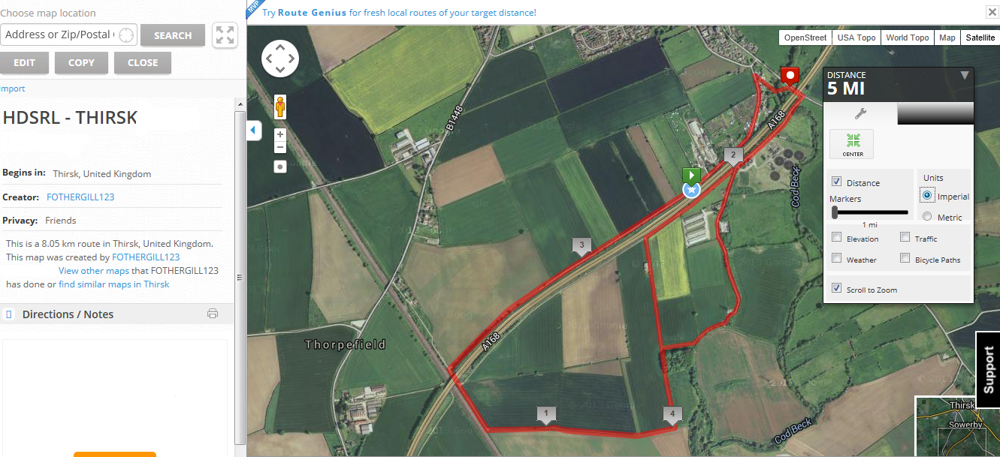 Choose map location
Address or Zip/Postal
SEARCH
EDIT
COPY
CLOSE
mport
HDSRL - THIRSK
Begins in: Thirsk, United Kingdom
Creator: FOTHERGILL123
Privacy: Friends
This is a 8.05 km route in Thirsk, United Kingdom.
This map was created by FOTHERGILL123
View other maps that FOTHERGILL123
has done or find similar maps in Thirsk
Directions / Notes
MVP
Try Route Genius for fresh local routes of your target distance!
OpenStreet
USA Topo
World Topo
Map
Satellite
B1448
A168
2
Cod Beck
3
Thorpefield
A168
1
4
Cod Beck
DISTANCE
5 MI
CENTER
Distance
Markers
1 mi
Units
Imperial
Metric
Elevation
Traffic
Weather
Bicycle Paths
Scroll to Zoom
Support
Thirsk
Sowerby